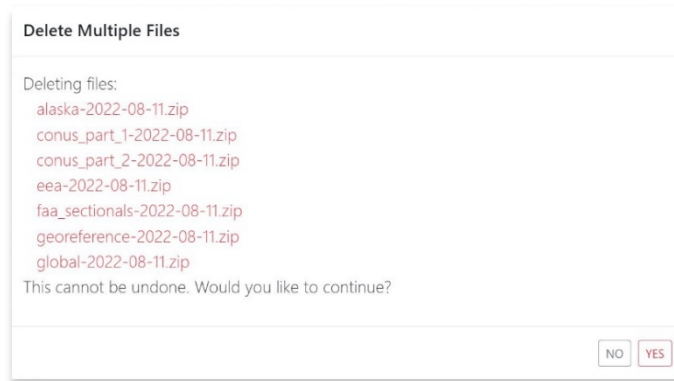 Delete Multiple Files
Deleting files:
alaska-2022-08-11.zip
conus_part_1-2022-08-11.zip
conus_part_2-2022-08-11.zip
eea-2022-08-11.zip
faa_sectionals-2022-08-11.zip
georeference-2022-08-11.zip
global-2022-08-11.zip
This cannot be undone. Would you like to continue?
NO YES